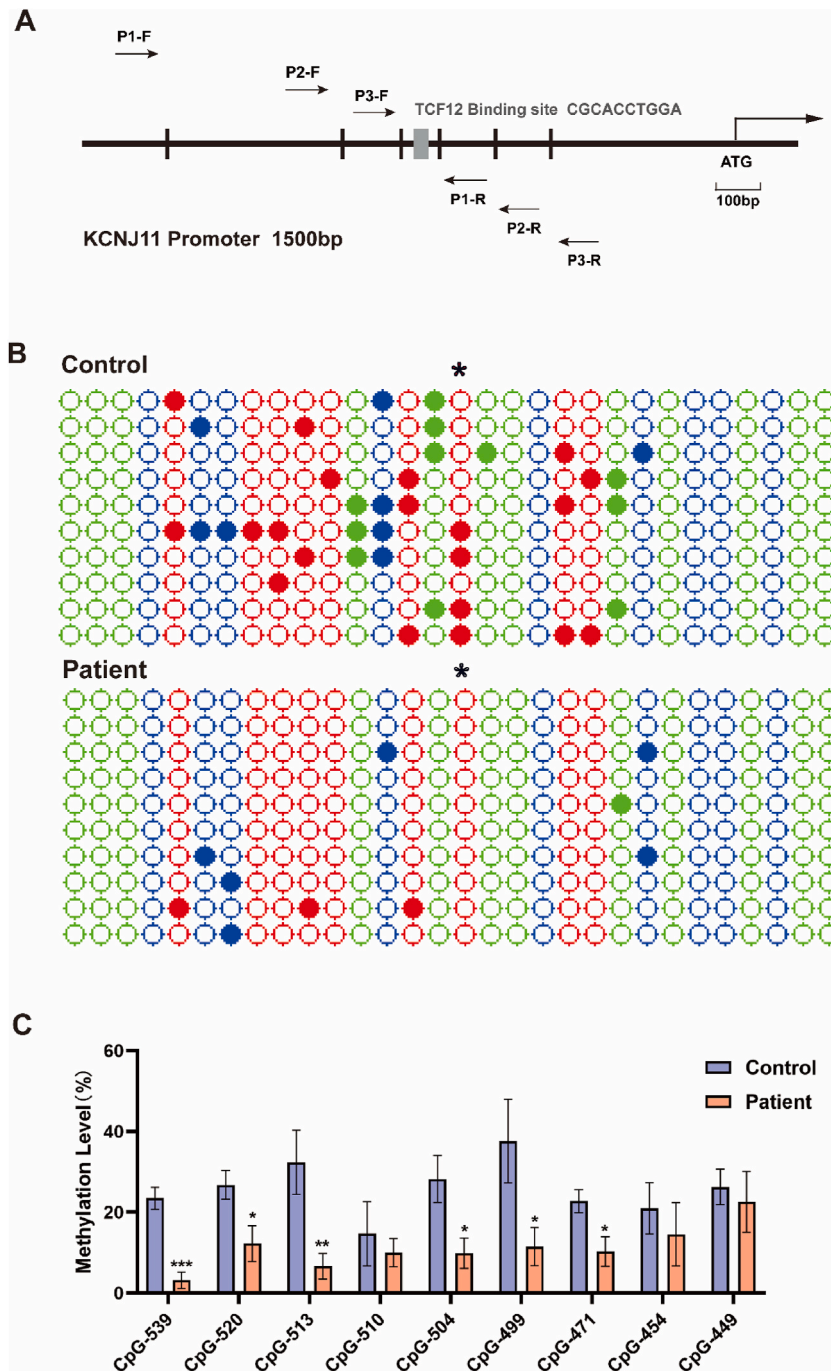 A
P1-F
P2-F
P3-F
TCF12 Binding site CGCACCTGGA
ATG
100bp
P1-R
P2-R
P3-R
KCNJ11 Promoter 1500bp
B
Control
*
Patient
*
C
60
40
20
0
Methylation Level(%)
Control
Patient
***
*
**
*
*
*
CpG-539
CpG-520
CpG-513
CpG-510
CpG-504
CpG-499
CpG-471
CpG-454
CpG-449